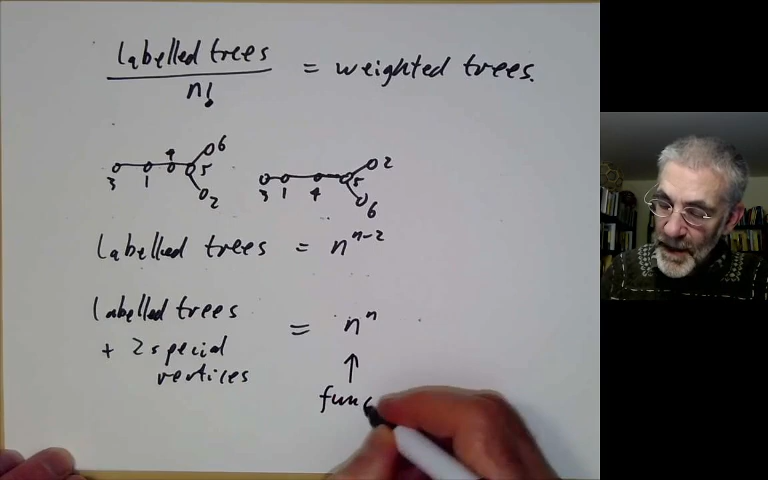 labelled trees
n! = weighted trees.
4 6 5 3 1 2
2 5 3 1 4 6
labelled trees = n^{n-2}
labelled trees
+ 2 special = n^n
vertices
↑
func